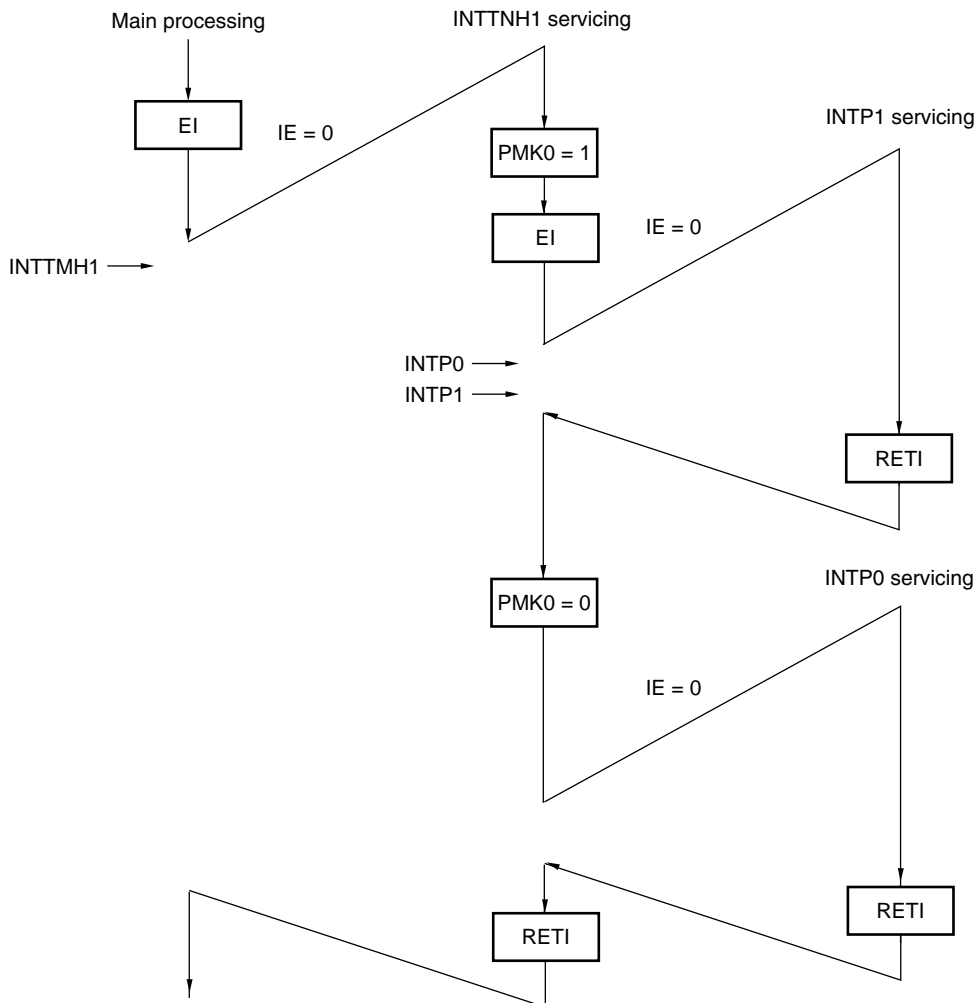 Main processing
INTTNH1 servicing
EI
IE = 0
INTP1 servicing
PMK0 = 1
EI
IE = 0
INTTMH1
INTP0
INTP1
RETI
INTP0 servicing
PMK0 = 0
IE = 0
RETI
RETI